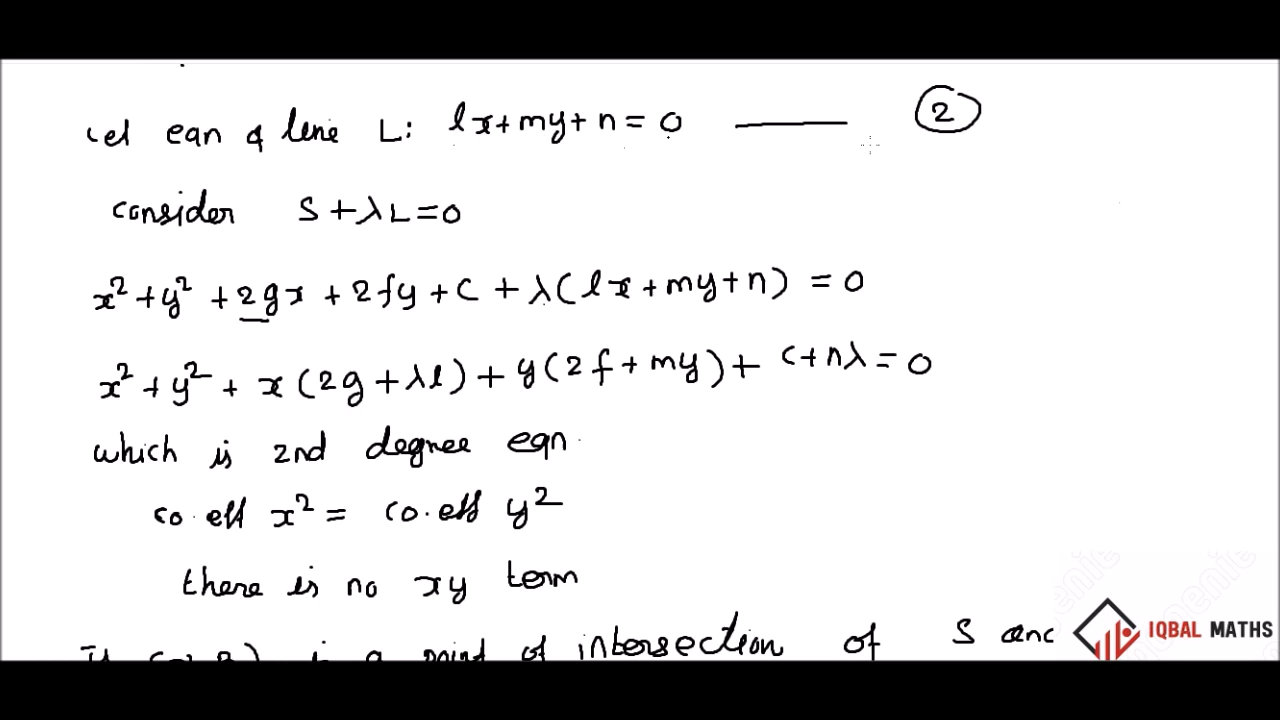 Let eqn of line L: lx+my+n=0 ——— ②
consider S+λL=0
x²+y²+2gx+2fy+c+λ(lx+my+n)=0
x²+y²+x(2g+λl)+y(2f+my)+c+nλ=0
which is 2nd degree eqn
co.eff x² = co.eff y²
there is no xy term
is a point of intersection of S and
IQBAL MATHS